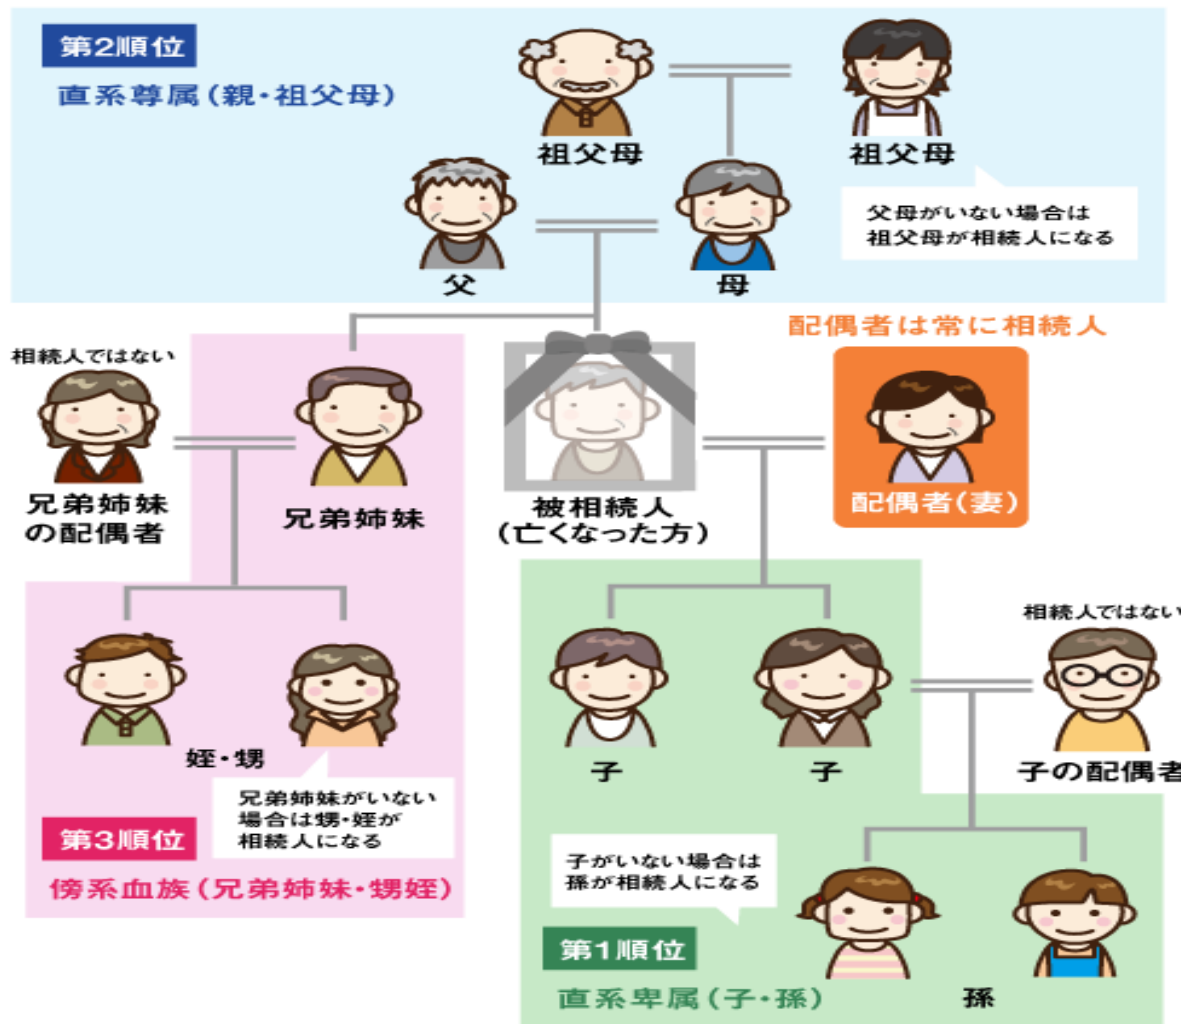 第2順位
直系尊属(親・祖父母)
祖父母
祖父母
父母がいない場合は
祖父母が相続人になる
父
母
配偶者は常に相続人
相続人ではない
兄弟姉妹
の配偶者
兄弟姉妹
被相続人
(亡くなった方)
配偶者(妻)
相続人ではない
姪・甥
兄弟姉妹がいない
場合は甥・姪が
相続人になる
第3順位
傍系血族(兄弟姉妹・甥姪)
子
子
子の配偶者
子がいない場合は
孫が相続人になる
第1順位
直系卑属(子・孫)
孫